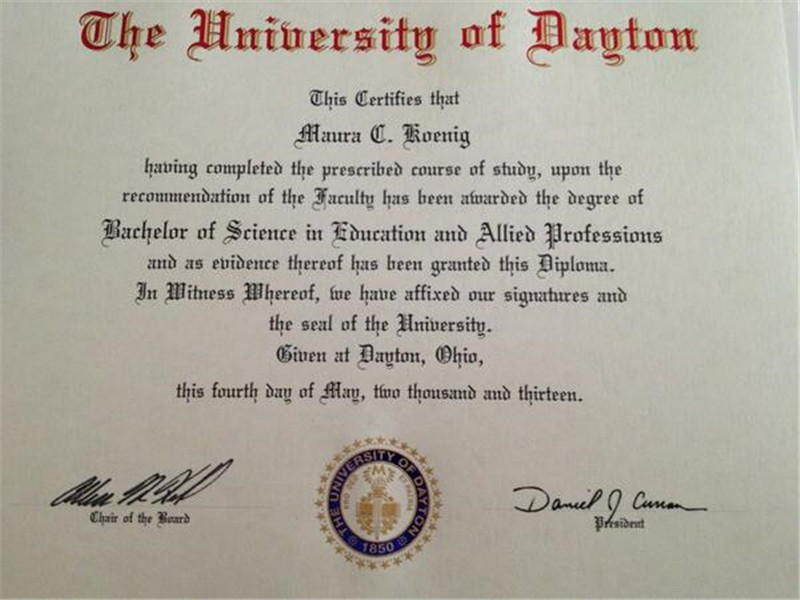 The University of Dayton
This Certifies that
Maura C. Koenig
having completed the prescribed course of study, upon the
recommendation of the Faculty has been awarded the degree of
Bachelor of Science in Education and Allied Professions
and as evidence thereof has been granted this Diploma.
In Witness Whereof, we have affixed our signatures and
the seal of the University.
Given at Dayton, Ohio,
this fourth day of May, two thousand and thirteen.
THE UNIVERSITY OF DAYTON
1850
Chair of the Board
Daniel J. Curran
President